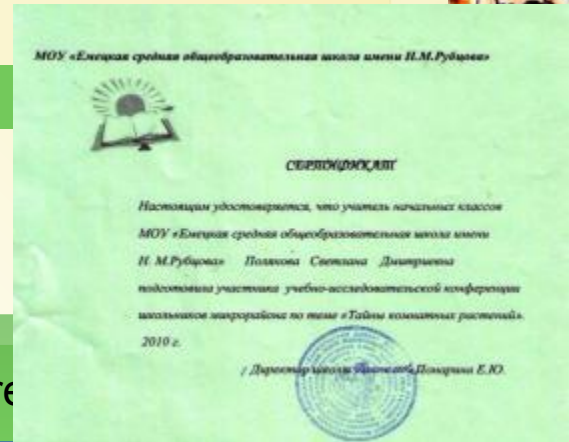 МОУ «Емецкая средняя общеобразовательная школа имени Н.М.Рубцова»
СЕРТИФИКАТ
Настоящим удостоверяется, что учитель начальных классов
МОУ «Емецкая средняя общеобразовательная школа имени
Н. М.Рубцова» Полякова Светлана Дмитриевна
подготовила участника учебно-исследовательской конференции
школьников микрорайона по теме «Тайны комнатных растений».
2010 г.
Директор школы Е.Ю.